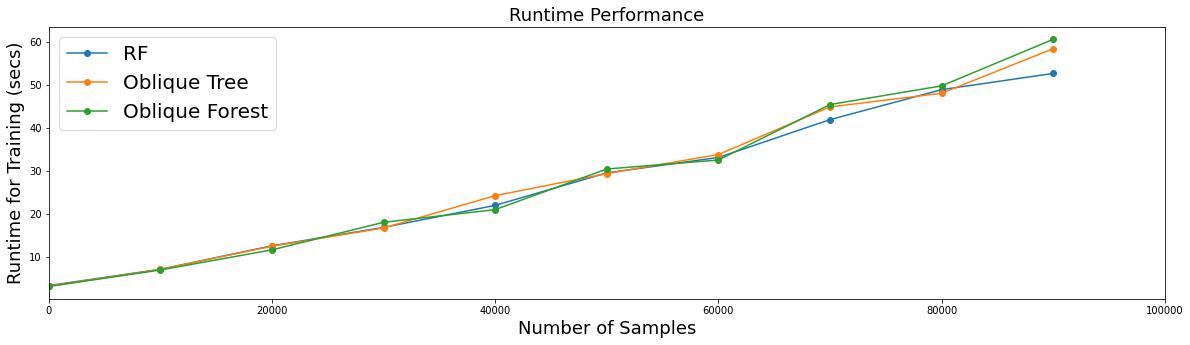 Runtime Performance
RF
Oblique Tree
Oblique Forest
Runtime for Training (secs)
60
50
40
30
20
10
0
20000
40000
60000
80000
100000
Number of Samples